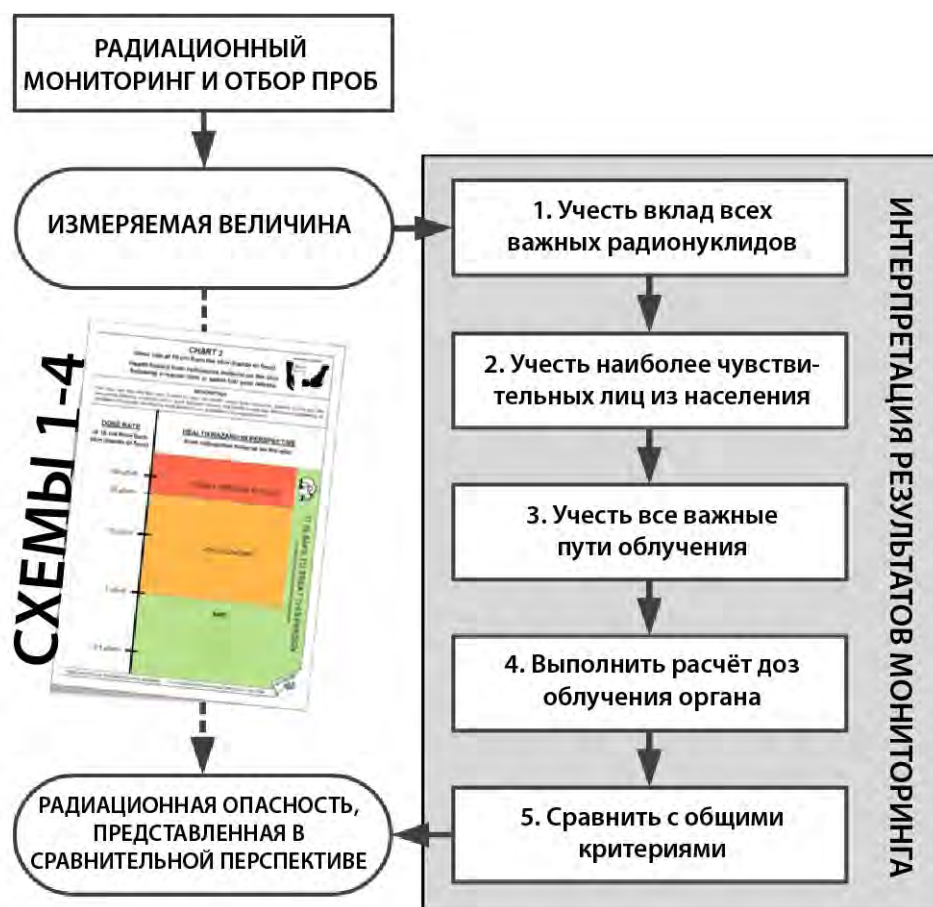 РАДИАЦИОННЫЙ
МОНИТОРИНГ И ОТБОР ПРОБ
ИЗМЕРЯЕМАЯ ВЕЛИЧИНА
СХЕМЫ 1-4
CHART 2
DOSE RATE
HEALTH HAZARD IN PERSPECTIVE
РАДИАЦИОННАЯ ОПАСНОСТЬ,
ПРЕДСТАВЛЕННАЯ В
СРАВНИТЕЛЬНОЙ ПЕРСПЕКТИВЕ
1. Учесть вклад всех
важных радионуклидов
2. Учесть наиболее чувстви-
тельных лиц из населения
3. Учесть все важные
пути облучения
4. Выполнить расчёт доз
облучения органа
5. Сравнить с общими
критериями
ИНТЕРПРЕТАЦИЯ РЕЗУЛЬТАТОВ МОНИТОРИНГА